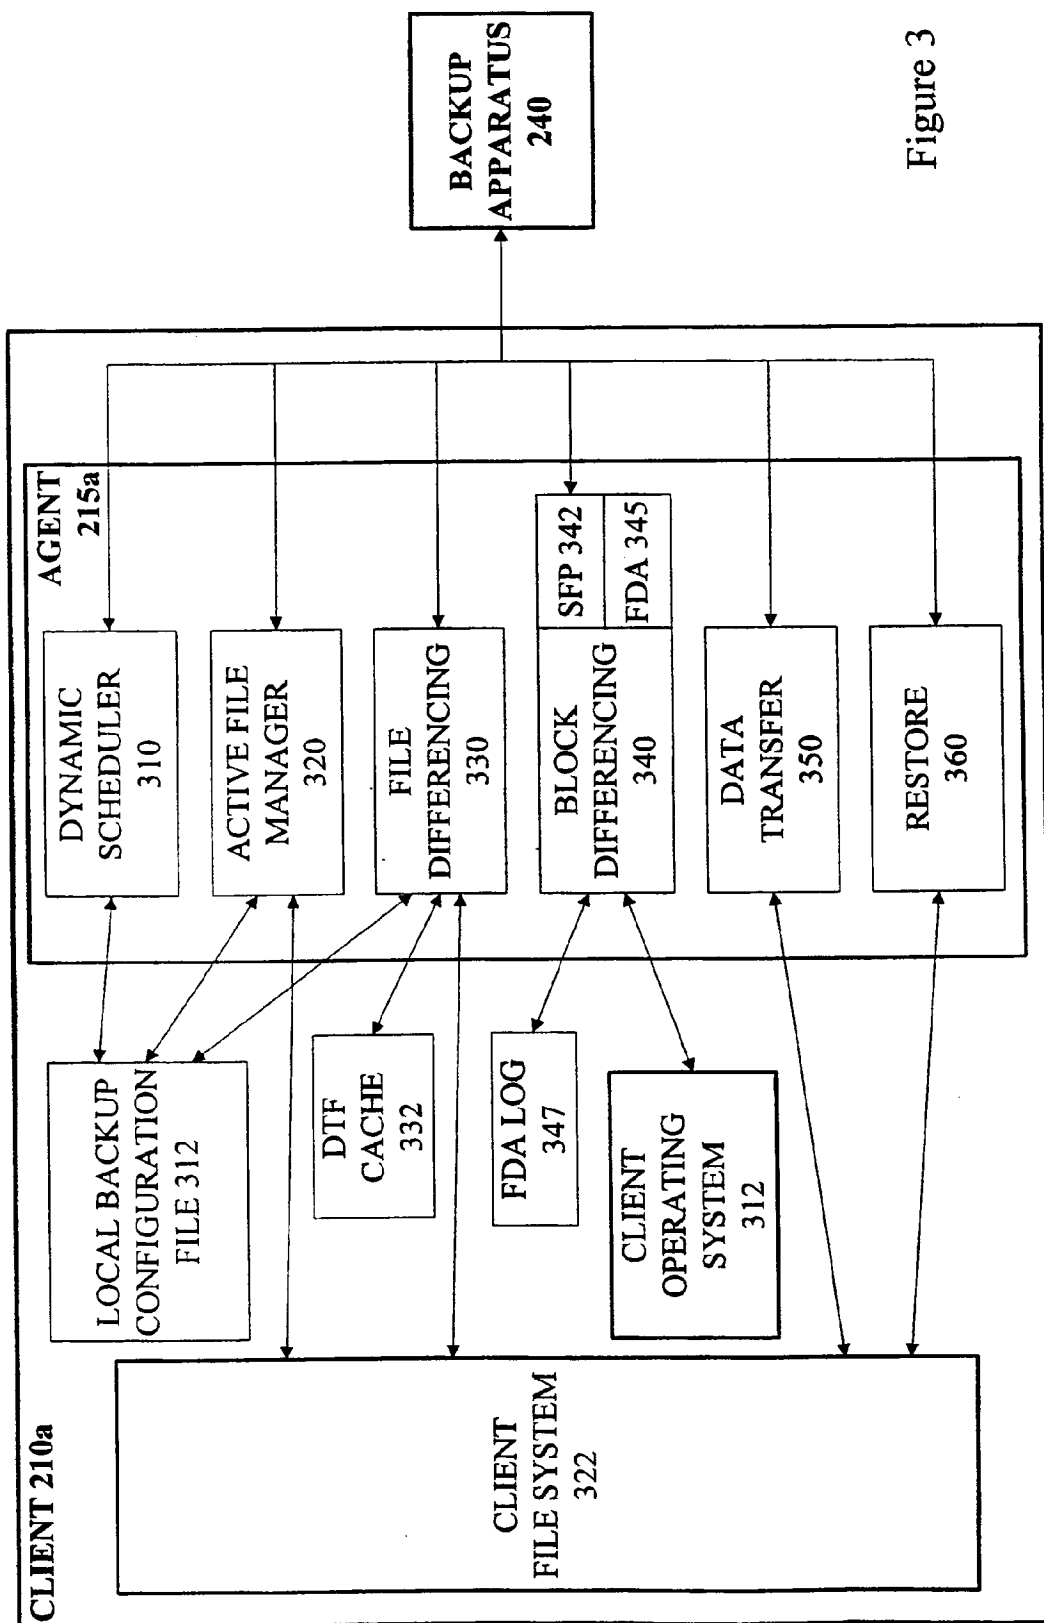 CLIENT 210a
CLIENT
FILE SYSTEM
322
LOCAL BACKUP
CONFIGURATION
FILE 312
DTF
CACHE
332
FDA LOG
347
CLIENT
OPERATING
SYSTEM
312
AGENT
215a
DYNAMIC
SCHEDULER
310
ACTIVE FILE
MANAGER
320
FILE
DIFFERENCING
330
BLOCK
DIFFERENCING
340
SFP 342
FDA 345
DATA
TRANSFER
350
RESTORE
360
BACKUP
APPARATUS
240
Figure 3